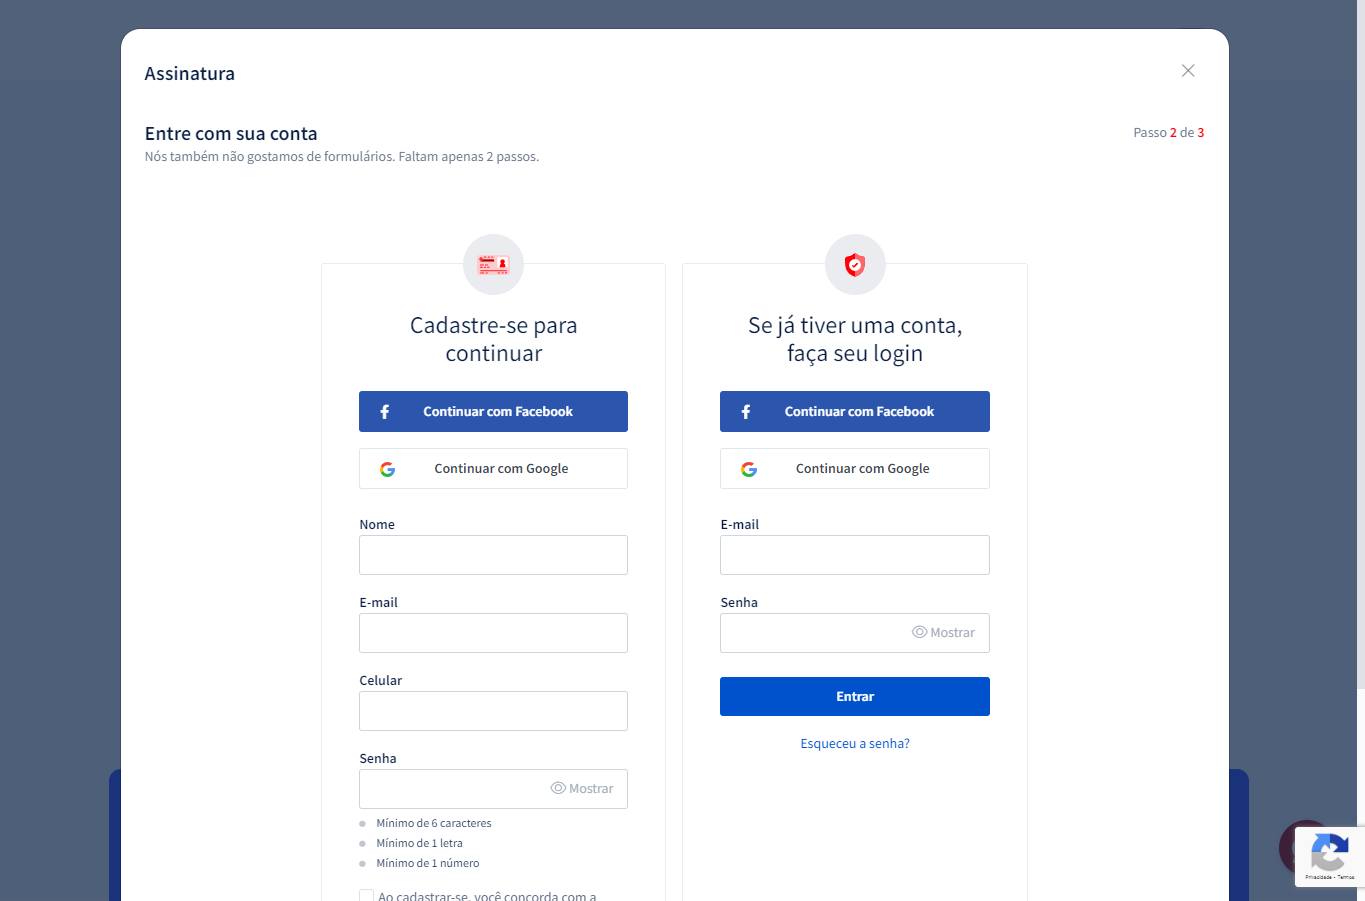 Assinatura
Entre com sua conta
Passo 2 de 3
Nós também não gostamos de formulários. Faltam apenas 2 passos.
Cadastre-se para
continuar
Continuar com Facebook
Continuar com Google
Nome
E-mail
Celular
Senha
Mostrar
Mínimo de 6 caracteres
Mínimo de 1 letra
Mínimo de 1 número
Ao cadastrar-se, você concorda com a
Se já tiver uma conta,
faça seu login
Continuar com Facebook
Continuar com Google
E-mail
Senha
Mostrar
Entrar
Esqueceu a senha?
Privacidade - Termos